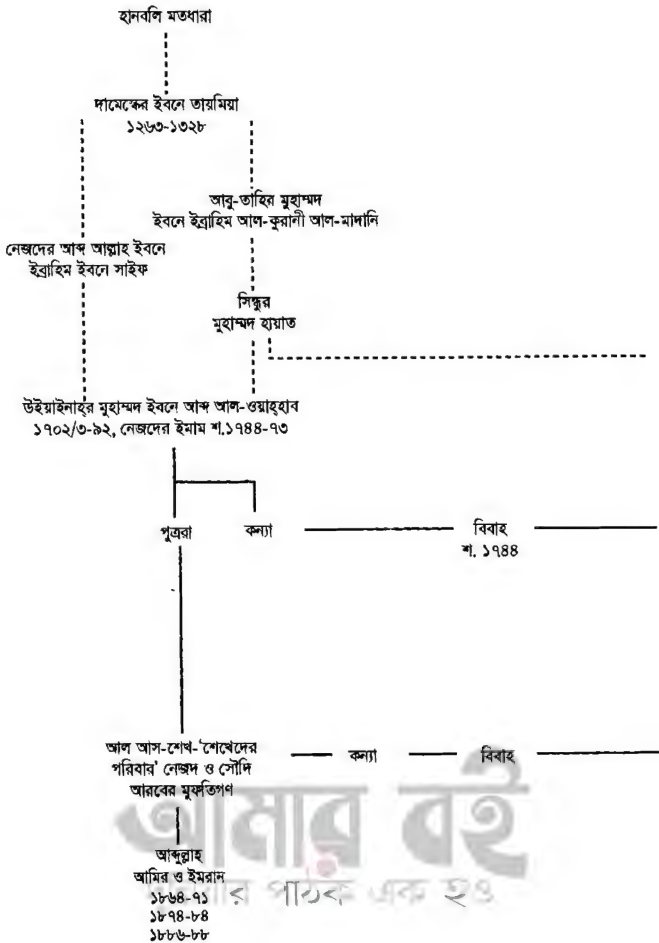 হানবলি মতধারা
দামেস্কের ইবনে তায়মিয়া
১২৬৩-১৩২৮
আবু-তাহির মুহাম্মদ
ইবনে ইব্রাহিম আল-কুরানী আল-মাদানি
নেজদের আব্দ আল্লাহ ইবনে
ইব্রাহিম ইবনে সাইফ
সিন্ধুর
মুহাম্মদ হায়াত
উইয়াইনাহ্‌র মুহাম্মদ ইবনে আব্দ আল-ওয়াহ্‌হাব
১৭০২/৩-৯২, নেজদের ইমাম শ.১৭৪৪-৭৩
পুত্ররা কন্যা বিবাহ
শ. ১৭৪৪
আল আস-শেখ-'শেখেদের
পরিবার' নেজদ ও সৌদি
আরবের মুফতিগণ
কন্যা বিবাহ
আমার বই
আব্দুল্লাহ
আমির ও ইমরান
দুনিয়ার পাঠক এক হও
১৮৬৪-৭১
১৮৭৪-৮৪
১৮৮৬-৮৮